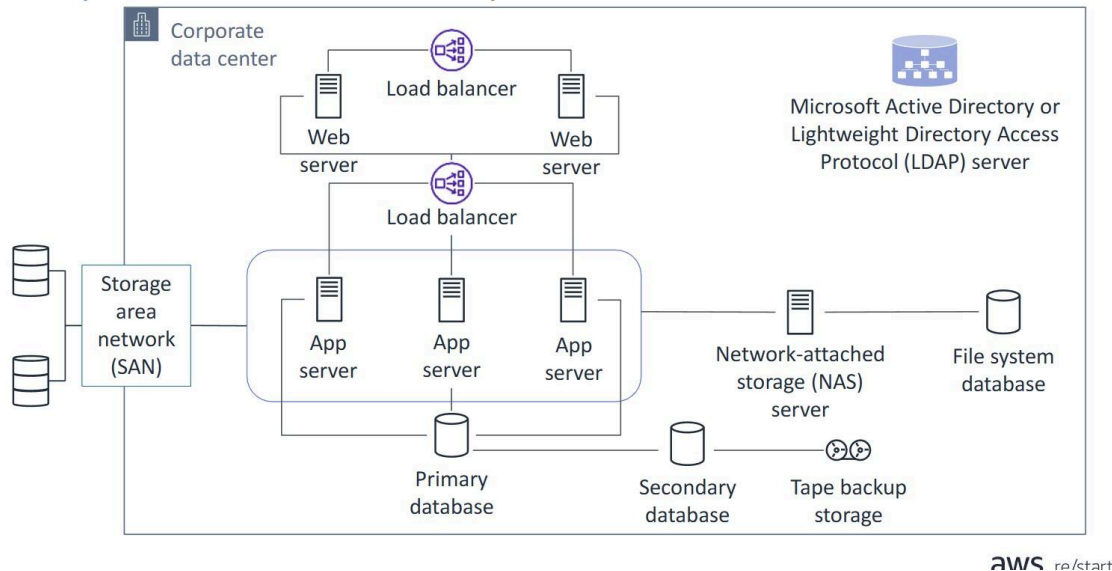 Corporate
data center
Load balancer
Web
server
Web
server
Microsoft Active Directory or
Lightweight Directory Access
Protocol (LDAP) server
Load balancer
Storage
area
network
(SAN)
App
server
App
server
App
server
Network-attached
storage (NAS)
server
File system
database
Primary
database
Secondary
database
Tape backup
storage
aws re/start